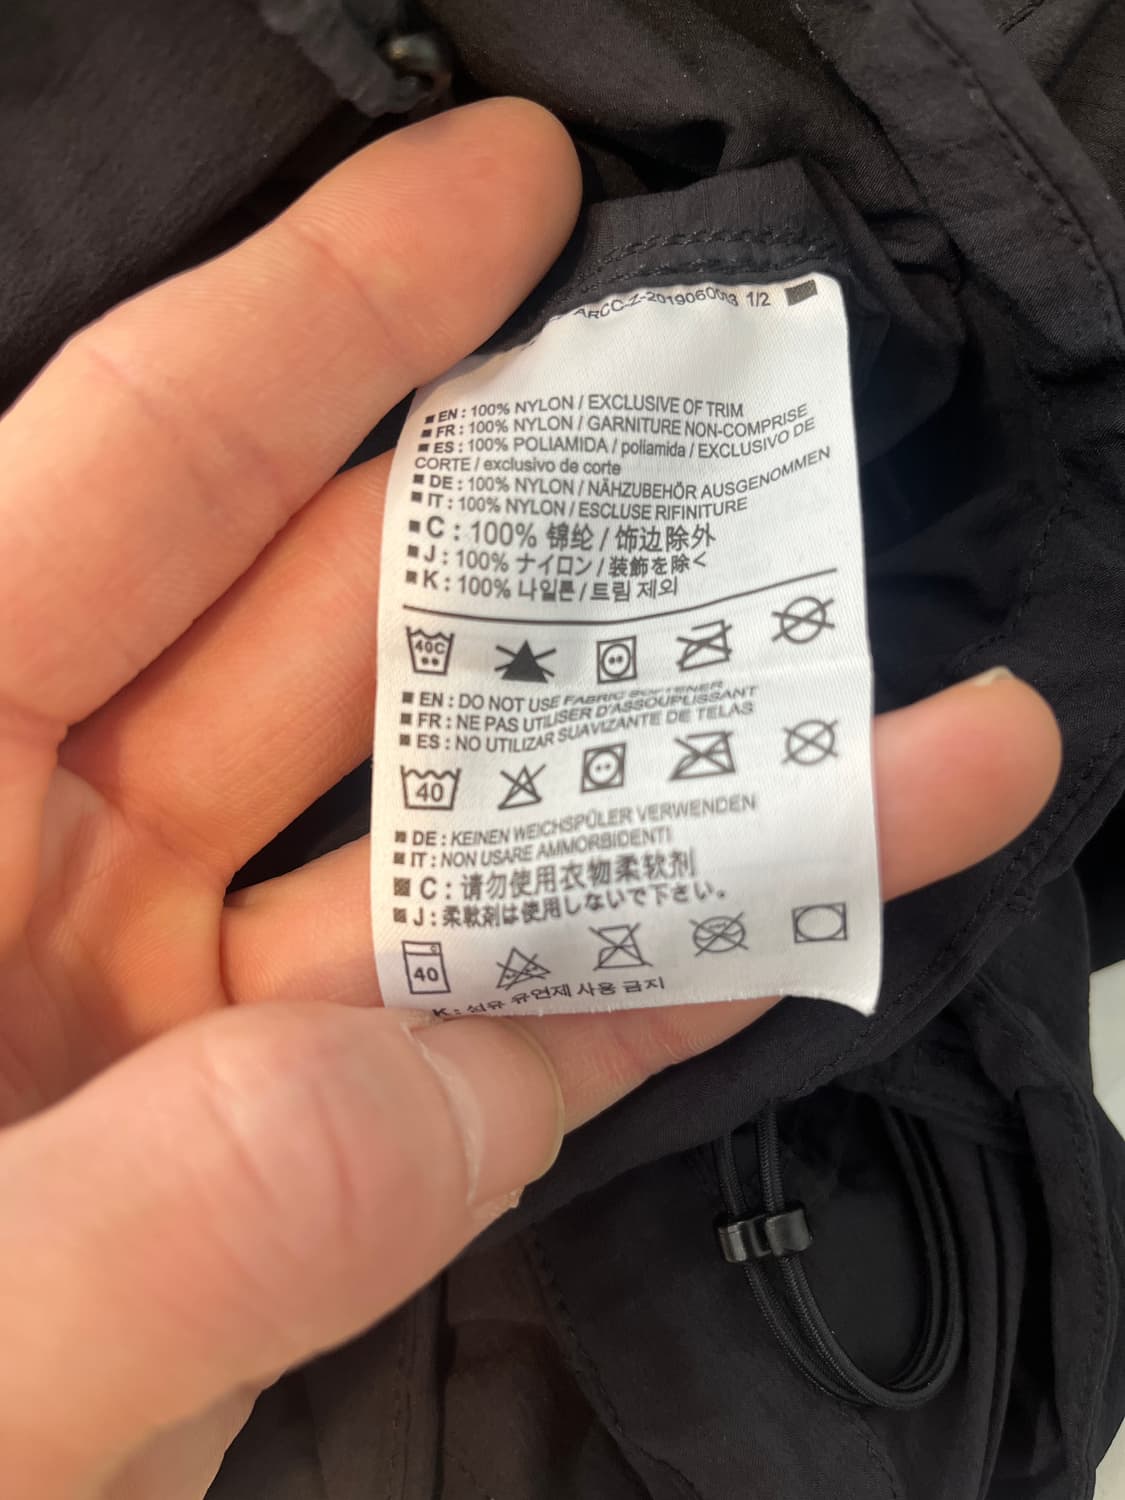 ARCC-Z-2019060013 1/2
EN : 100% NYLON / EXCLUSIVE OF TRIM
FR : 100% NYLON / GARNITURE NON-COMPRISE
ES : 100% POLIAMIDA / poliamida / EXCLUSIVO DE
CORTE / exclusivo de corte
DE : 100% NYLON / NÄHZUBEHÖR AUSGENOMMEN
IT : 100% NYLON / ESCLUSE RIFINITURE
C : 100% 锦纶 / 饰边除外
J : 100% ナイロン / 装飾を除く
K : 100% 나일론 / 트림 제외
40C
EN : DO NOT USE FABRIC SOFTENER
FR : NE PAS UTILISER D'ASSOUPLISSANT
ES : NO UTILIZAR SUAVIZANTE DE TELAS
40
DE : KEINEN WEICHSPÜLER VERWENDEN
IT : NON USARE AMMORBIDENTI
C : 请勿使用衣物柔软剂
J : 柔軟剤は使用しないで下さい。
C
40
K : 섬유 유연제 사용 금지